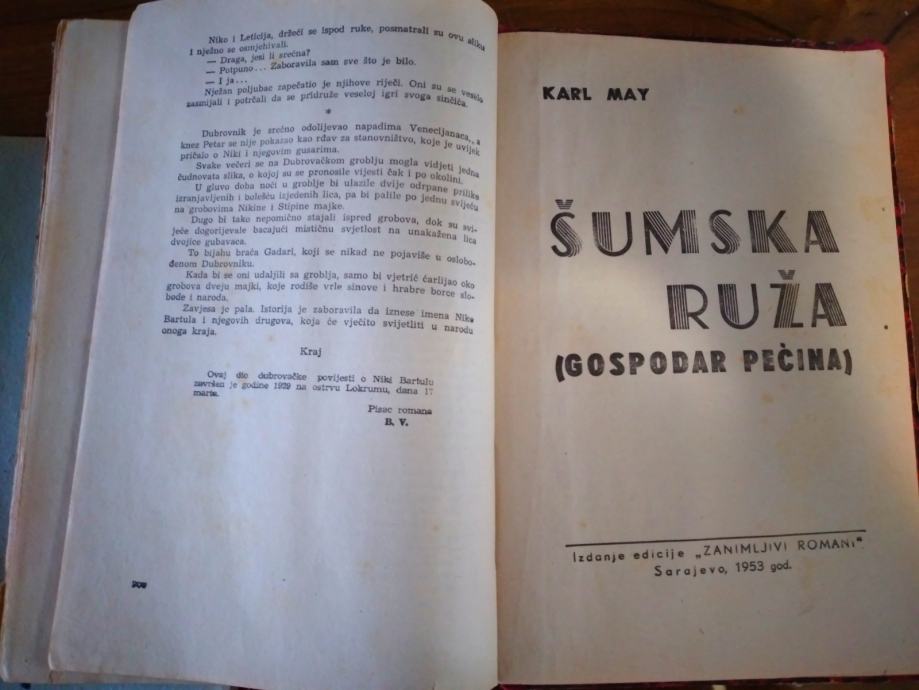 Niko i Leticija, držeći se ispod ruke, posmatrali su ovu sliku
i nježno se osmjehivali.
— Draga, jesi li srećna?
— Potpuno... Zaboravila sam sve što je bilo.
— I ja...
Nježan poljubac zapečatio je njihove riječi. Oni su se veselo
zasmijali i potrčali da se pridruže veseloj igri svoga sinčića.
*
Dubrovnik je srećno odolijevao napadima Venecijanaca, a
knez Petar se nije pokazao kao rđav za stanovništvo, koje je uvijek
pričalo o Niki i njegovim gusarima.
Svake večeri se na Dubrovačkom groblju mogla vidjeti jedna
čudnovata slika, o kojoj su se pronosile vijesti čak i po okolini.
U gluvo doba noći u groblje bi ulazile dvije odrpane prilike
izranjavljenih i bolešću izjedenih lica, pa bi palile po jednu svijeću
na grobovima Nikine i Stipine majke.
Dugo bi tako nepomično stajali ispred grobova, dok su svi-
ječe dogorijevale bacajući mističnu svjetlost na unakažena lica
dvojice gubavaca.
To bijahu braća Gadari, koji se nikad ne pojaviše u oslobo-
đenom Dubrovniku.
Kada bi se oni udaljili sa groblja, samo bi vjetrić ćarlijao oko
grobova dveju majki, koje rodiše vrle sinove i hrabre borce slo-
bode i naroda.
Zavjesa je pala. Istorija je zaboravila da iznese imena Nike
Bartula i njegovih drugova, koja će vječito svijetliti u narodu
onoga kraja.
Kraj
Ovaj dio dubrovačke povijesti o Niki Bartulu
završen je godine 1929 na ostrvu Lokrumu, dana 17
marta.
Pisac romana
B. V.
KARL MAY
ŠUMSKA
RUŽA
(GOSPODAR PEČINA)
Izdanje edicije „ZANIMLJIVI ROMANI"
Sarajevo, 1953 god.